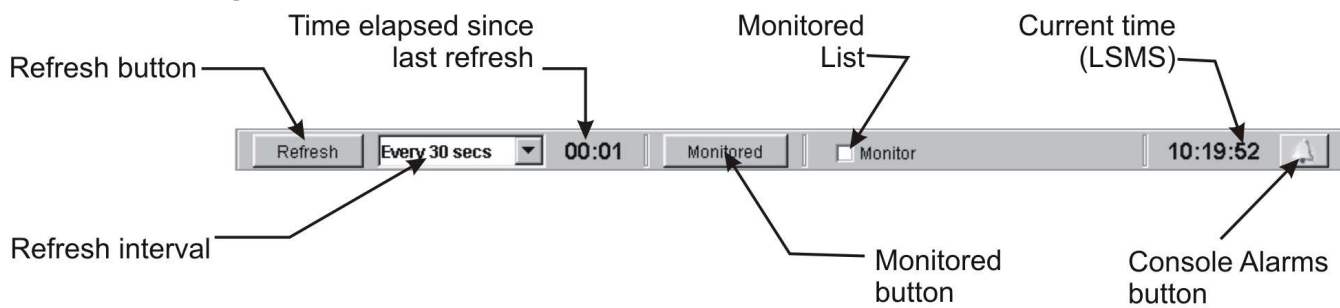 Time elapsed since
last refresh
Monitored
List
Current time
(LSMS)
Refresh button
Refresh
Every 30 secs
00:01
Monitored
Monitor
10:19:52
Refresh interval
Monitored
button
Console Alarms
button